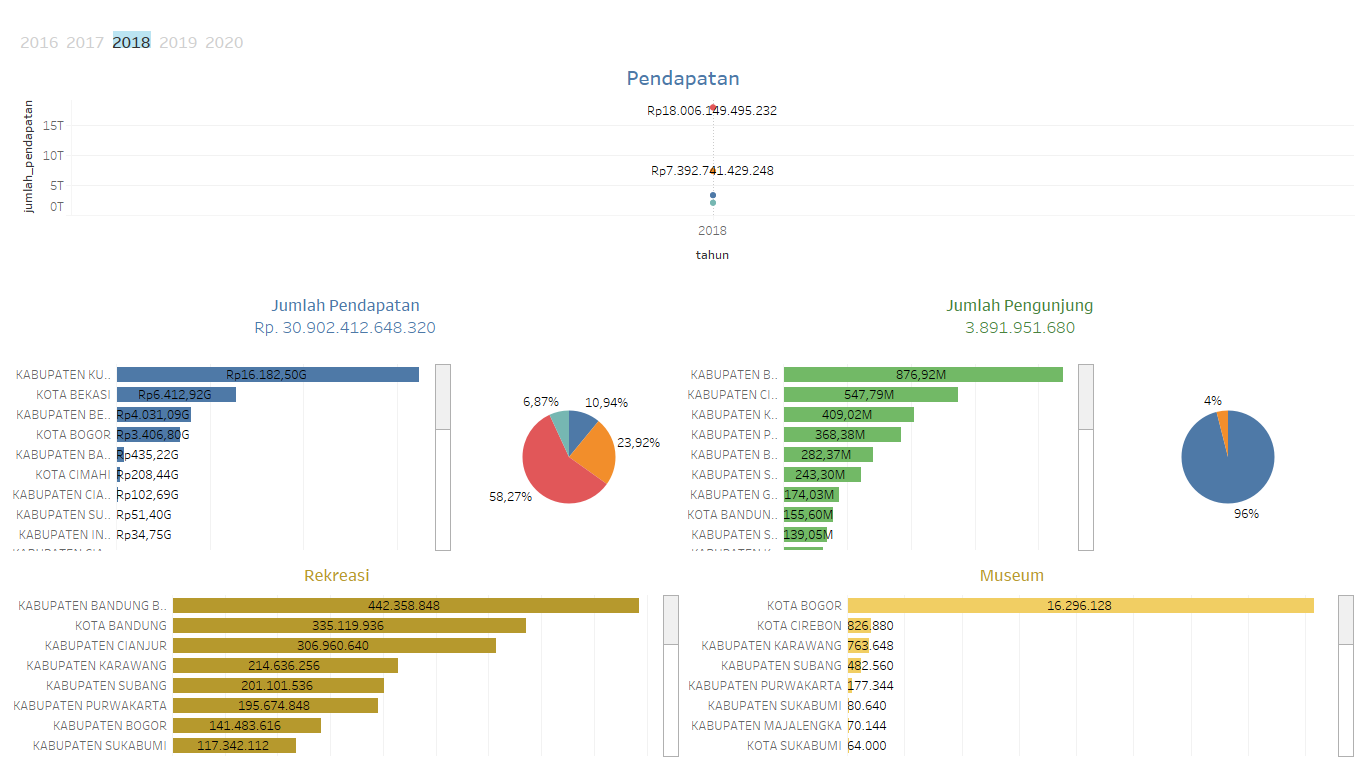 2016 2017 2018 2019 2020
Pendapatan
jumlah_pendapatan
Rp18.006.149.495.232
15T
10T
Rp7.392.741.429.248
5T
0T
2018
tahun
Jumlah Pendapatan
Rp. 30.902.412.648.320
KABUPATEN KU.. Rp16.182,50G
KOTA BEKASI Rp6.412,92G
KABUPATEN BE.. Rp4.031,09G
KOTA BOGOR Rp3.406,80G
KABUPATEN BA.. Rp435,22G
KOTA CIMAHI Rp208,44G
KABUPATEN CIA.. Rp102,69G
KABUPATEN SU.. Rp51,40G
KABUPATEN IN.. Rp34,75G
6,87% 10,94%
23,92%
58,27%
Jumlah Pengunjung
3.891.951.680
KABUPATEN B.. 876,92M
KABUPATEN CI.. 547,79M
KABUPATEN K.. 409,02M
KABUPATEN P.. 368,38M
KABUPATEN B.. 282,37M
KABUPATEN S.. 243,30M
KABUPATEN G.. 174,03M
KOTA BANDUN.. 155,60M
KABUPATEN S.. 139,05M
4%
96%
Rekreasi
KABUPATEN BANDUNG B.. 442.358.848
KOTA BANDUNG 335.119.936
KABUPATEN CIANJUR 306.960.640
KABUPATEN KARAWANG 214.636.256
KABUPATEN SUBANG 201.101.536
KABUPATEN PURWAKARTA 195.674.848
KABUPATEN BOGOR 141.483.616
KABUPATEN SUKABUMI 117.342.112
Museum
KOTA BOGOR 16.296.128
KOTA CIREBON 826.880
KABUPATEN KARAWANG 763.648
KABUPATEN SUBANG 482.560
KABUPATEN PURWAKARTA 177.344
KABUPATEN SUKABUMI 80.640
KABUPATEN MAJALENGKA 70.144
KOTA SUKABUMI 64.000